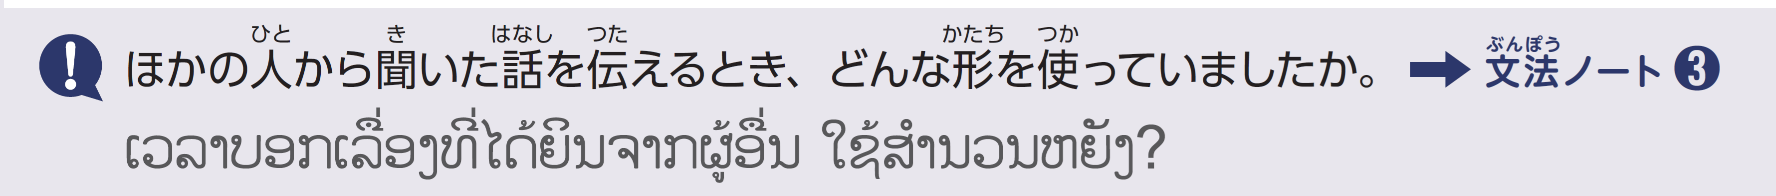 ほかの人から聞いた話を伝えるとき、どんな形を使っていましたか。 → 文法ノート ❸
ເວລາບອກເລື່ອງທີ່ໄດ້ຍິນຈາກຜູ້ອື່ນ ໃຊ້ສຳນວນຫຍັງ?